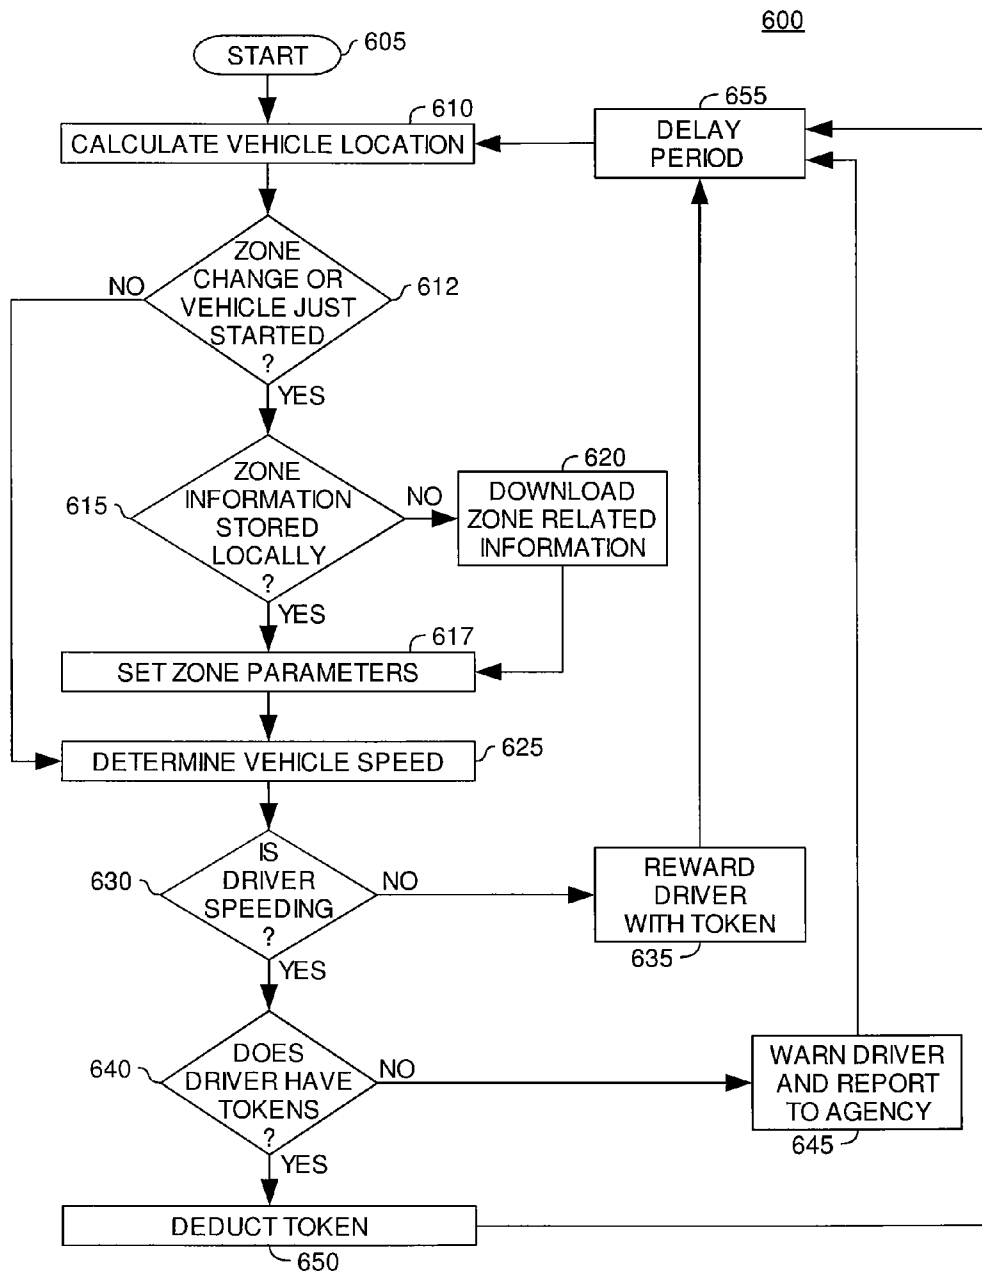 600
START
605
610
CALCULATE VEHICLE LOCATION
655
DELAY
PERIOD
ZONE
CHANGE OR
VEHICLE JUST
STARTED
?
612
NO
YES
ZONE
INFORMATION
STORED
LOCALLY
?
615
NO
620
DOWNLOAD
ZONE RELATED
INFORMATION
YES
617
SET ZONE PARAMETERS
DETERMINE VEHICLE SPEED
625
IS
DRIVER
SPEEDING
?
630
NO
REWARD
DRIVER
WITH TOKEN
635
YES
DOES
DRIVER HAVE
TOKENS
?
640
NO
WARN DRIVER
AND REPORT
TO AGENCY
645
YES
DEDUCT TOKEN
650